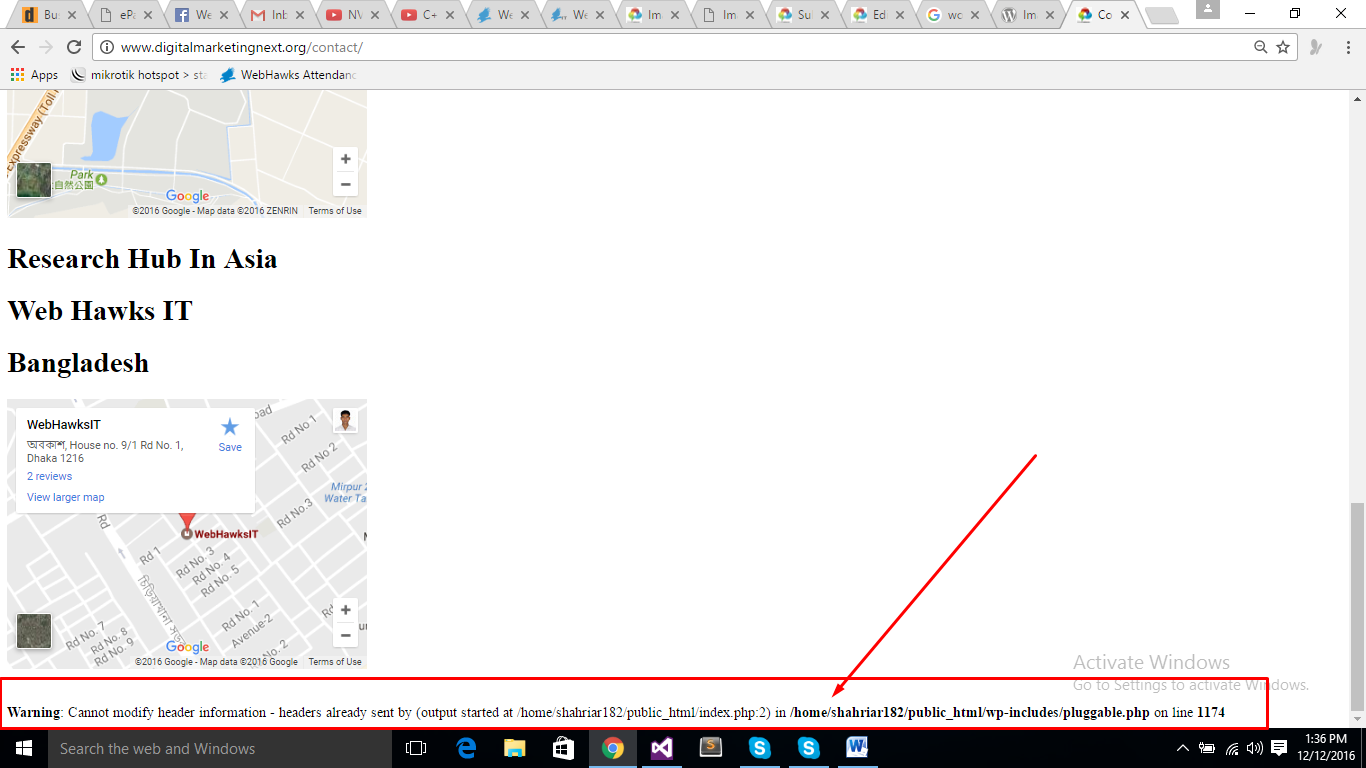 Bu
ePa
We
Inb
NV
C+
We
We
Im
Im
Sul
Edi
wc
Im
Co
www.digitalmarketingnext.org/contact/
Apps
mikrotik hotspot > sta
WebHawks Attendanc
Expressway (Toll
Park
自然公園
+
−
Google
©2016 Google - Map data ©2016 ZENRIN
Terms of Use
Research Hub In Asia
Web Hawks IT
Bangladesh
WebHawksIT
অবকাশ, House no. 9/1 Rd No. 1,
Dhaka 1216
2 reviews
View larger map
Save
oad
Rd No 1
Rd No 2
Mirpur 2
Water Ta
Rd No.3
Rd
WebHawksIT
Rd 1
Rd No. 3
Rd No. 4
Rd No. 5
চিড়িয়াখানা
Rd No. 1
Avenue-2
Rd No. 7
Rd No. 8
Rd No. 9
No.-2
+
−
Google
©2016 Google - Map data ©2016 Google
Terms of Use
Activate Windows
Go to Settings to activate Windows.
Warning: Cannot modify header information - headers already sent by (output started at /home/shahriar182/public_html/index.php:2) in /home/shahriar182/public_html/wp-includes/pluggable.php on line 1174
Search the web and Windows
1:36 PM
12/12/2016